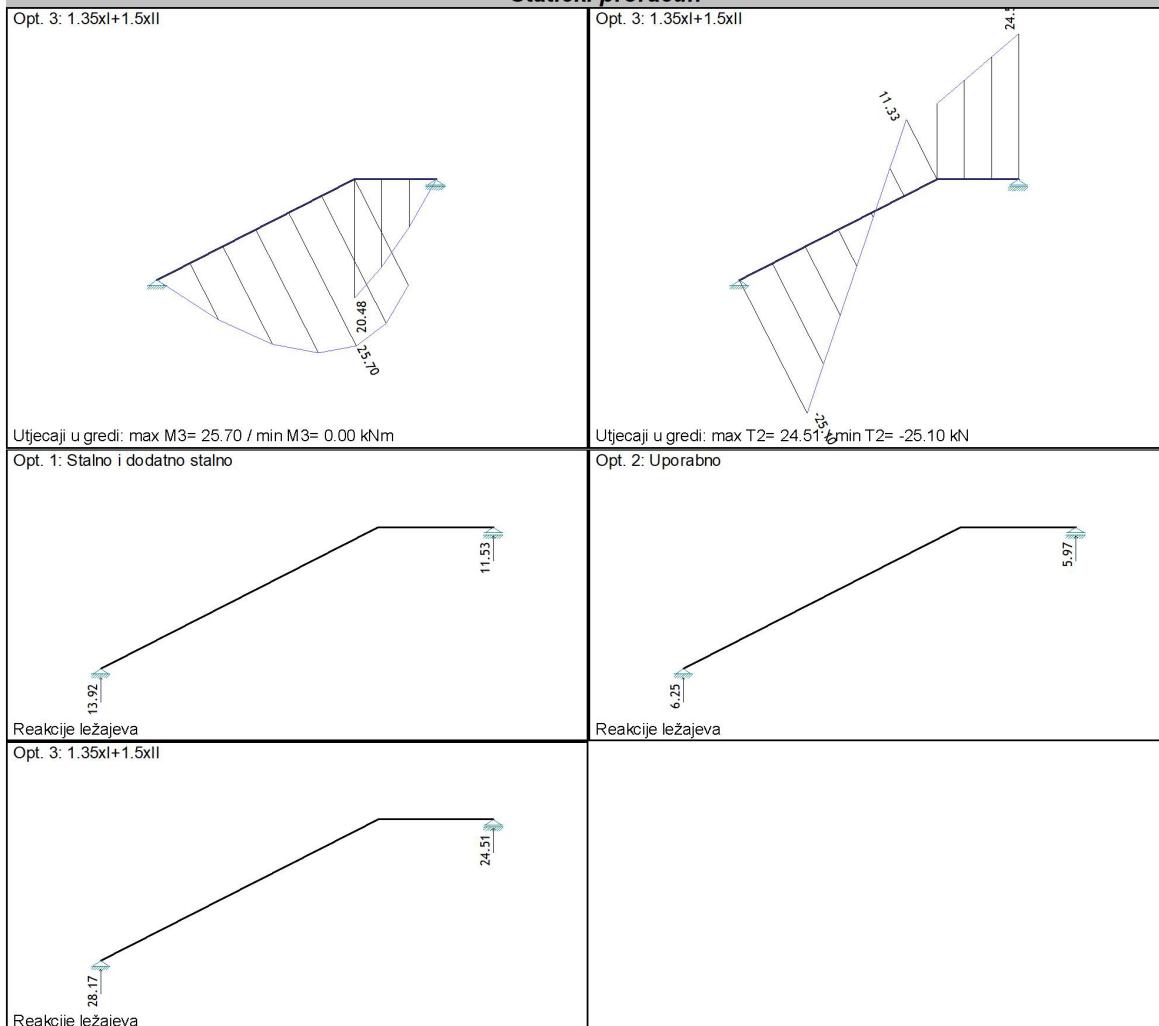 Opt. 3: 1.35xI+1.5xII
20.48
25.70
Utjecaji u gredi: max M3= 25.70 / min M3= 0.00 kNm
Opt. 3: 1.35xI+1.5xII
11.33
-25.10
Utjecaji u gredi: max T2= 24.51 / min T2= -25.10 kN
Opt. 1: Stalno i dodatno stalno
13.92
11.53
Reakcije ležajeva
Opt. 2: Uporabno
6.25
5.97
Reakcije ležajeva
Opt. 3: 1.35xI+1.5xII
28.17
24.51
Reakcije ležajeva